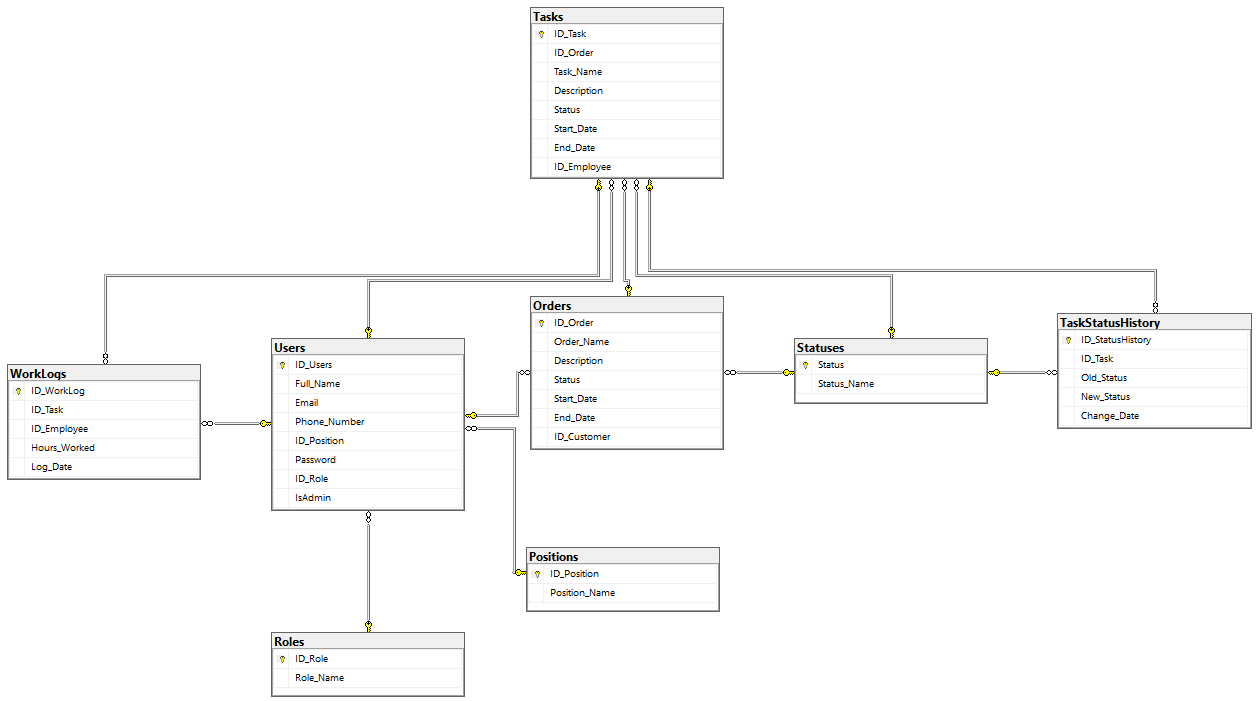 Tasks
ID_Task
ID_Order
Task_Name
Description
Status
Start_Date
End_Date
ID_Employee
WorkLogs
ID_WorkLog
ID_Task
ID_Employee
Hours_Worked
Log_Date
Users
ID_Users
Full_Name
Email
Phone_Number
ID_Position
Password
ID_Role
IsAdmin
Orders
ID_Order
Order_Name
Description
Status
Start_Date
End_Date
ID_Customer
Statuses
Status
Status_Name
TaskStatusHistory
ID_StatusHistory
ID_Task
Old_Status
New_Status
Change_Date
Positions
ID_Position
Position_Name
Roles
ID_Role
Role_Name